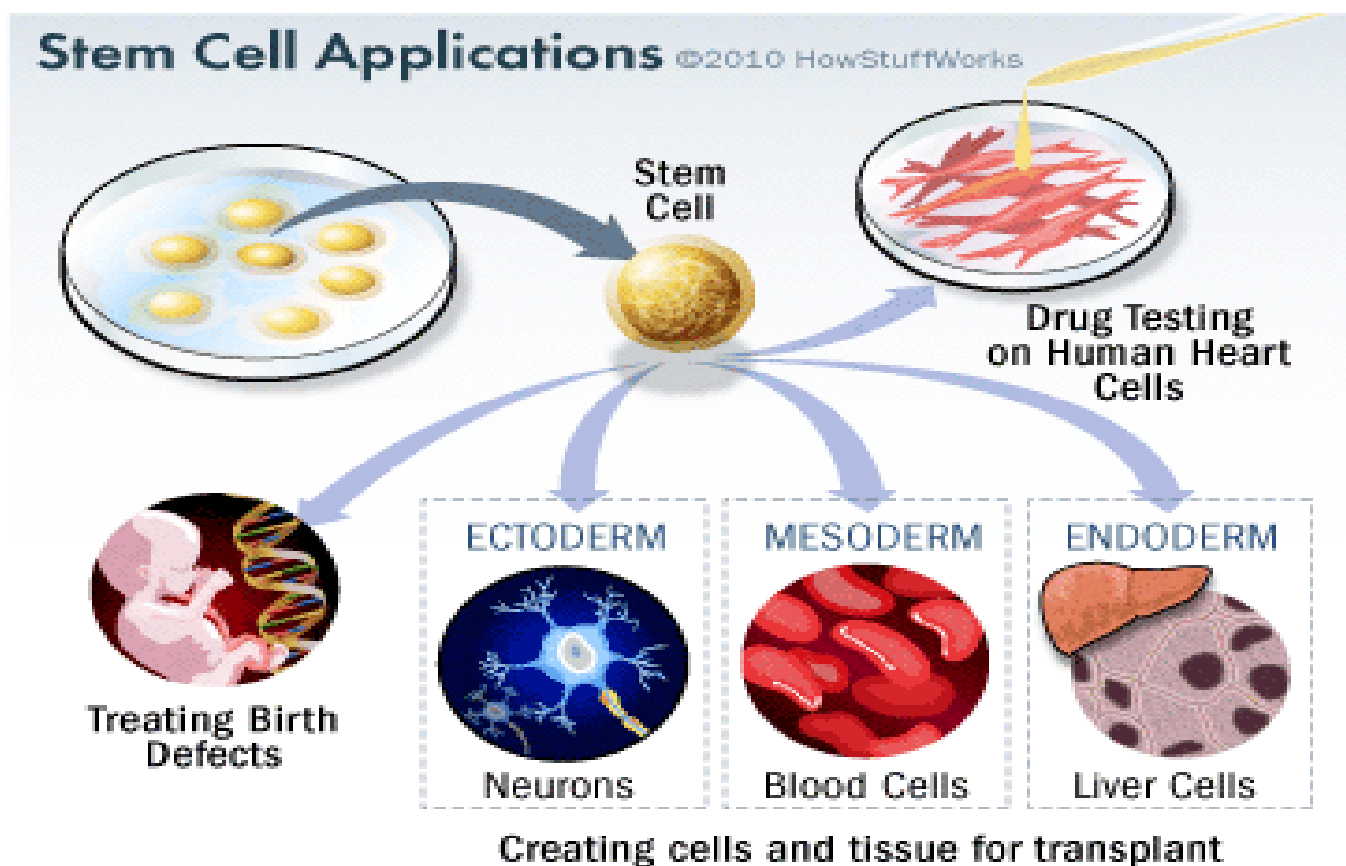 Stem Cell Applications ©2010 HowStuffWorks
Stem
Cell
Drug Testing
on Human Heart
Cells
Treating Birth
Defects
ECTODERM
Neurons
MESODERM
Blood Cells
ENDODERM
Liver Cells
Creating cells and tissue for transplant